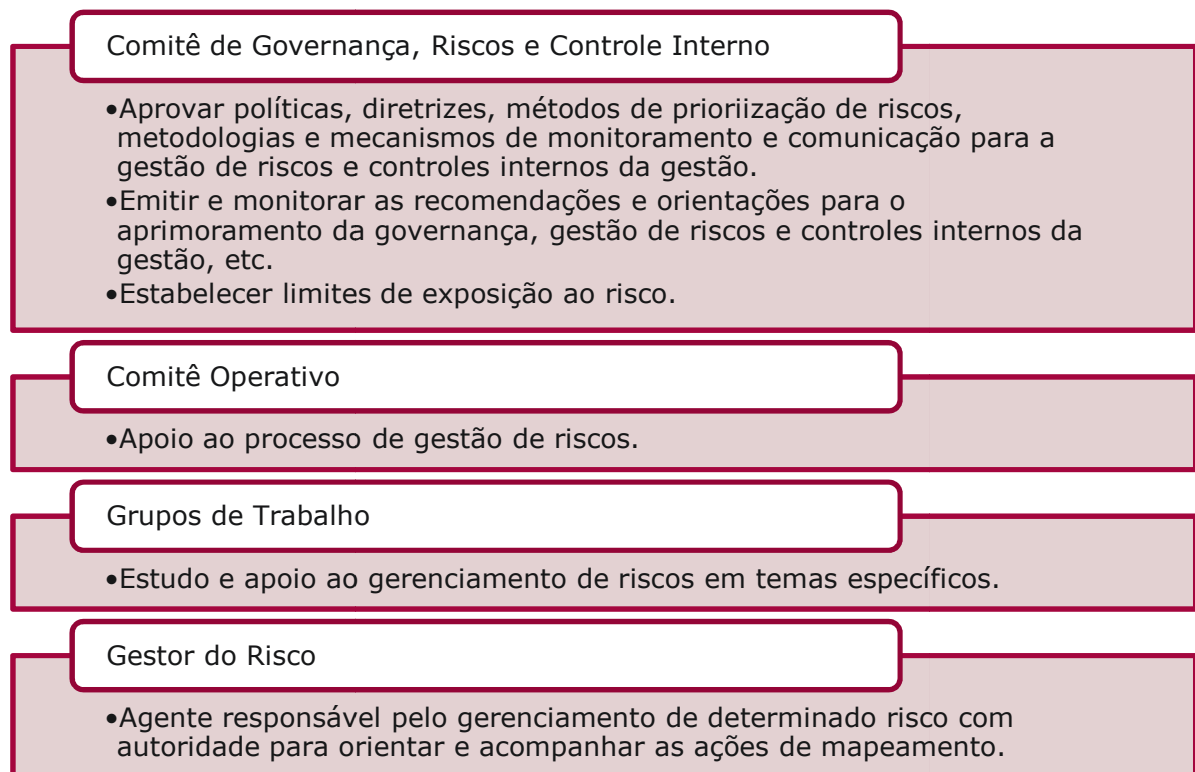 Comitê de Governança, Riscos e Controle Interno
•Aprovar políticas, diretrizes, métodos de prioriização de riscos,
metodologias e mecanismos de monitoramento e comunicação para a
gestão de riscos e controles internos da gestão.
•Emitir e monitorar as recomendações e orientações para o
aprimoramento da governança, gestão de riscos e controles internos da
gestão, etc.
•Estabelecer limites de exposição ao risco.
Comitê Operativo
•Apoio ao processo de gestão de riscos.
Grupos de Trabalho
•Estudo e apoio ao gerenciamento de riscos em temas específicos.
Gestor do Risco
•Agente responsável pelo gerenciamento de determinado risco com
autoridade para orientar e acompanhar as ações de mapeamento.